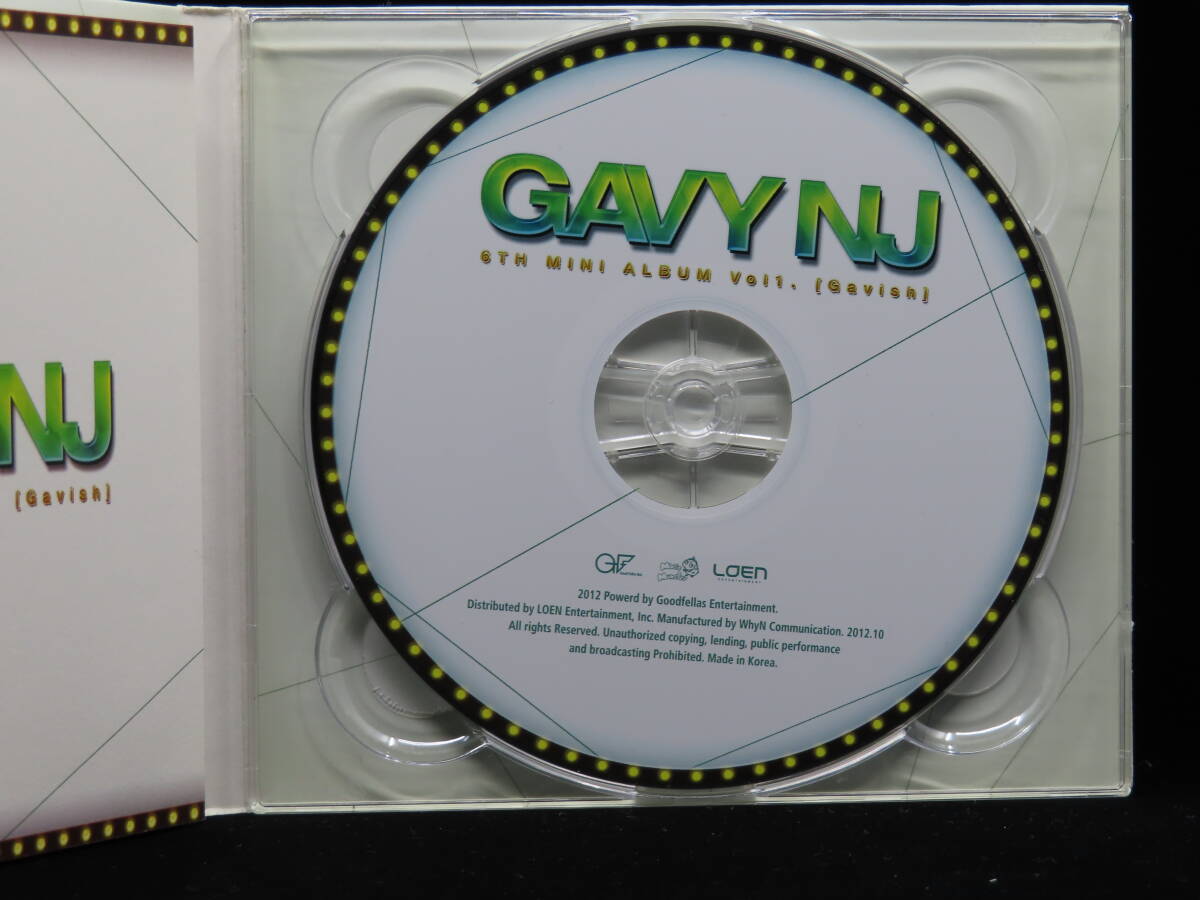 GAVY NJ
6TH MINI ALBUM Vol1. [Gavish]
NJ
[Gavish]
LOEN
ENTERTAINMENT
2012 Powerd by Goodfellas Entertainment.
Distributed by LOEN Entertainment, Inc. Manufactured by WhyN Communication. 2012.10
All rights Reserved. Unauthorized copying, lending, public performance
and broadcasting Prohibited. Made in Korea.